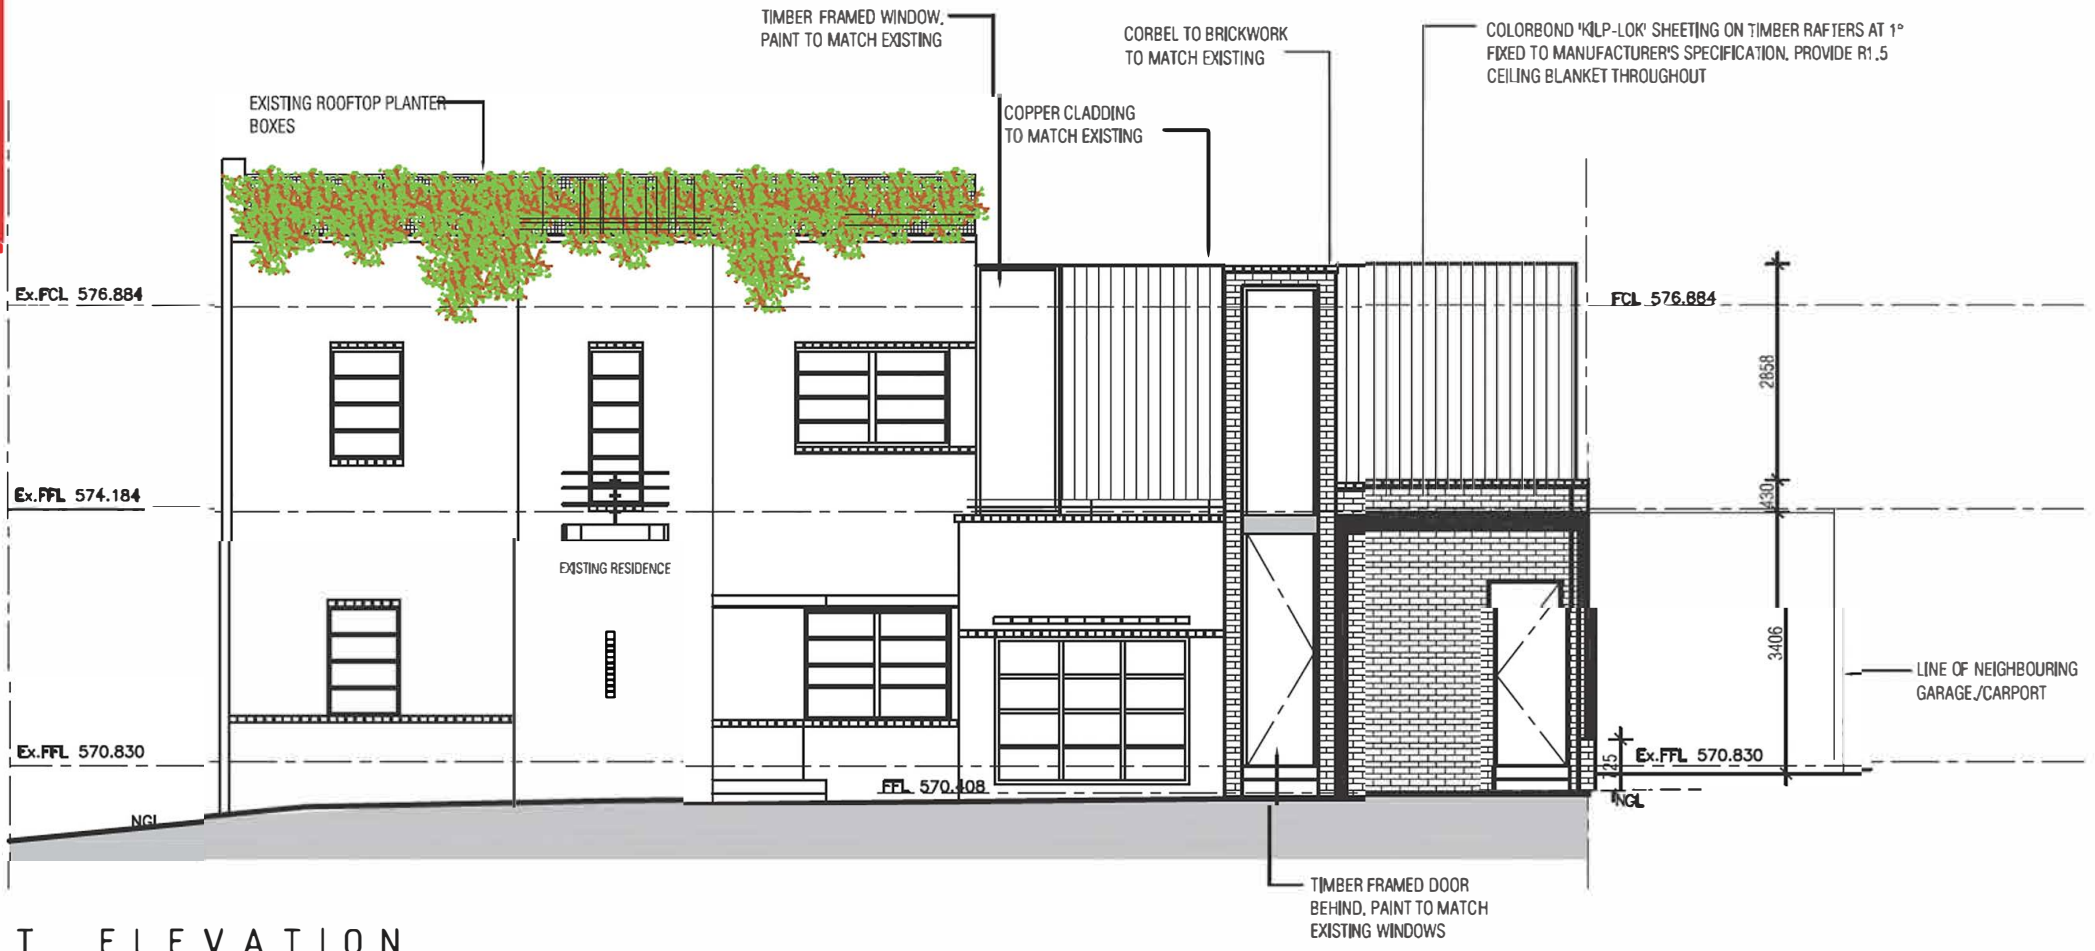 TIMBER FRAMED WINDOW,
PAINT TO MATCH EXISTING
CORBEL TO BRICKWORK
TO MATCH EXISTING
COLORBOND 'KILP-LOK' SHEETING ON TIMBER RAFTERS AT 1°
FIXED TO MANUFACTURER'S SPECIFICATION. PROVIDE R1.5
CEILING BLANKET THROUGHOUT
EXISTING ROOFTOP PLANTER
BOXES
COPPER CLADDING
TO MATCH EXISTING
Ex.FCL 576.884
FCL 576.884
2858
Ex.FFL 574.184
430
EXISTING RESIDENCE
3406
LINE OF NEIGHBOURING
GARAGE./CARPORT
Ex.FFL 570.830
Ex.FFL 570.830
FFL 570.408
NGL
NGL
TIMBER FRAMED DOOR
BEHIND, PAINT TO MATCH
EXISTING WINDOWS
T ELEVATION